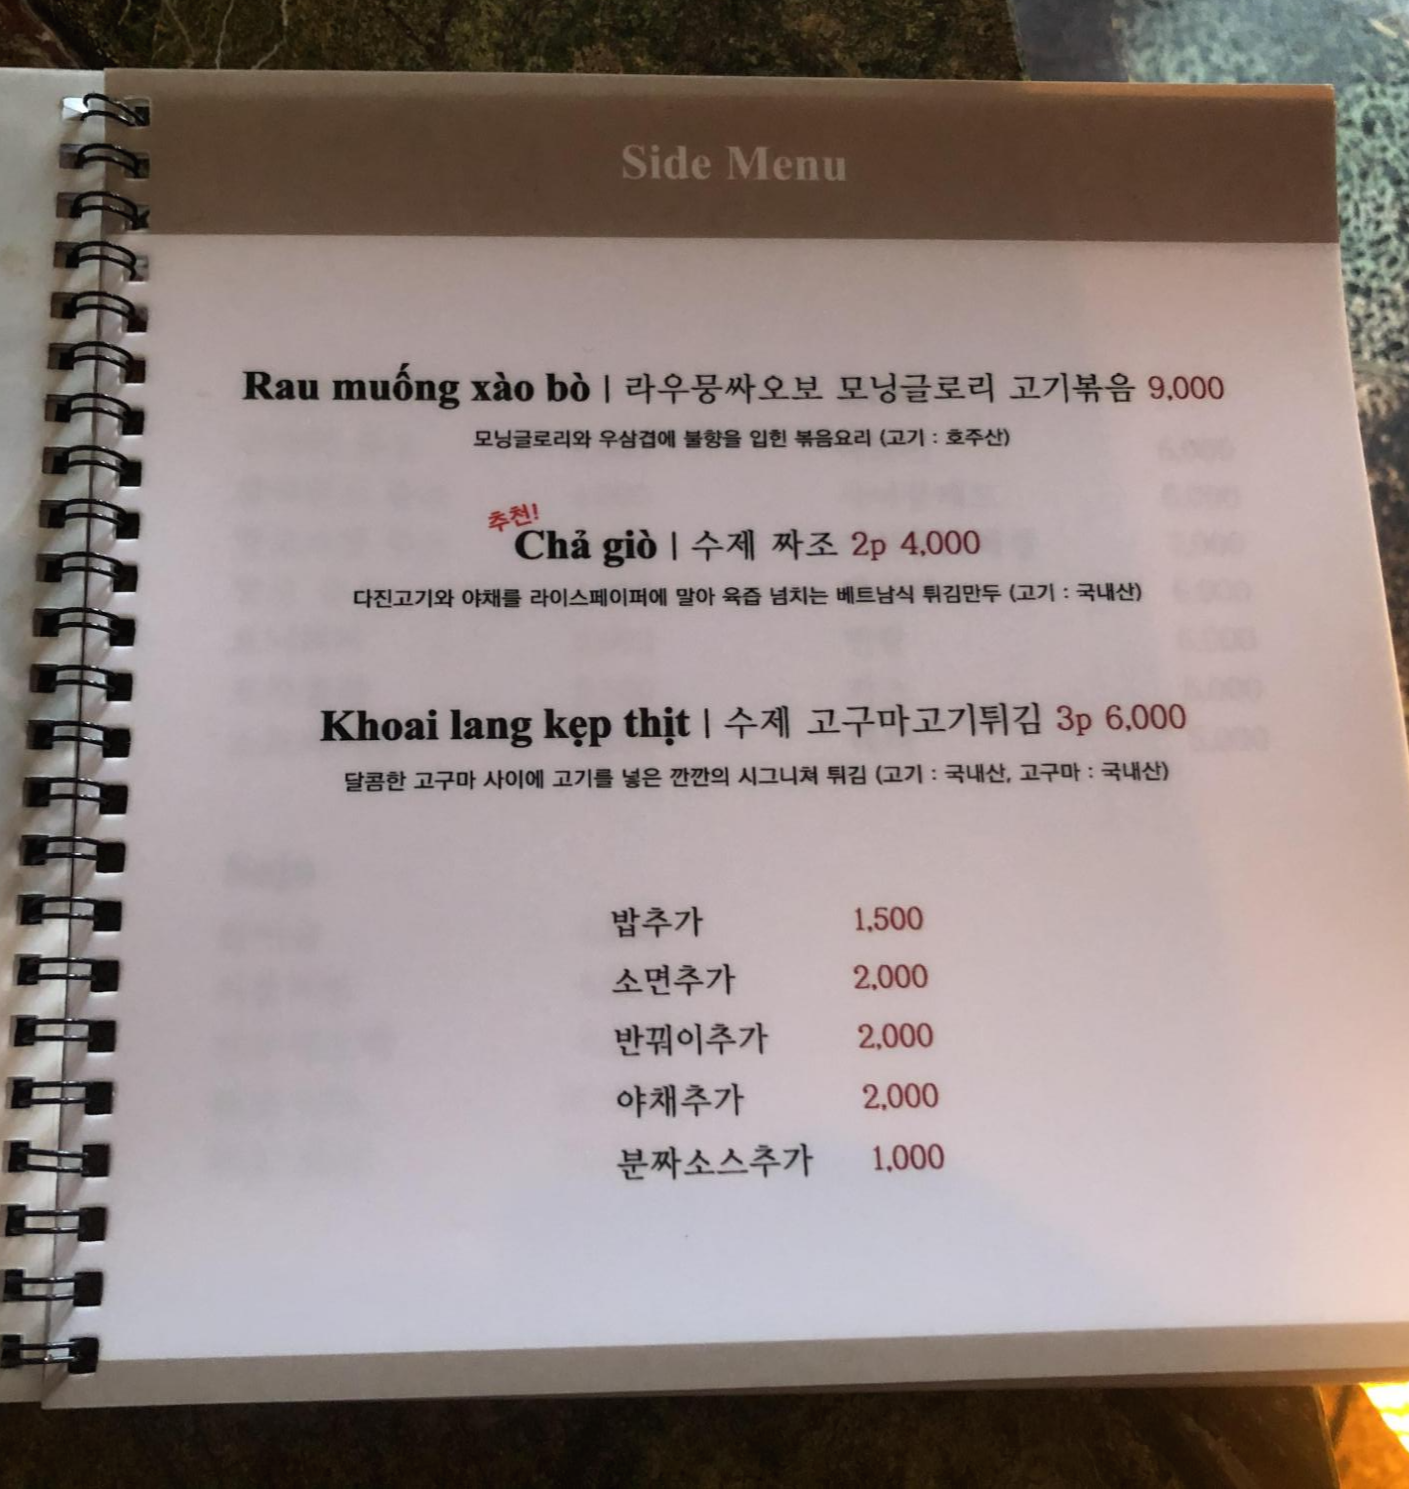 Side Menu
Rau muống xào bò | 라우뭉싸오보 모닝글로리 고기볶음 9,000
모닝글로리와 우삼겹에 불향을 입힌 볶음요리 (고기 : 호주산)
추천!
Chả giò | 수제 짜조 2p 4,000
다진고기와 야채를 라이스페이퍼에 말아 육즙 넘치는 베트남식 튀김만두 (고기 : 국내산)
Khoai lang kẹp thịt | 수제 고구마고기튀김 3p 6,000
달콤한 고구마 사이에 고기를 넣은 깐깐의 시그니쳐 튀김 (고기 : 국내산, 고구마 : 국내산)
밥추가 1,500
소면추가 2,000
반꿔이추가 2,000
야채추가 2,000
분짜소스추가 1,000